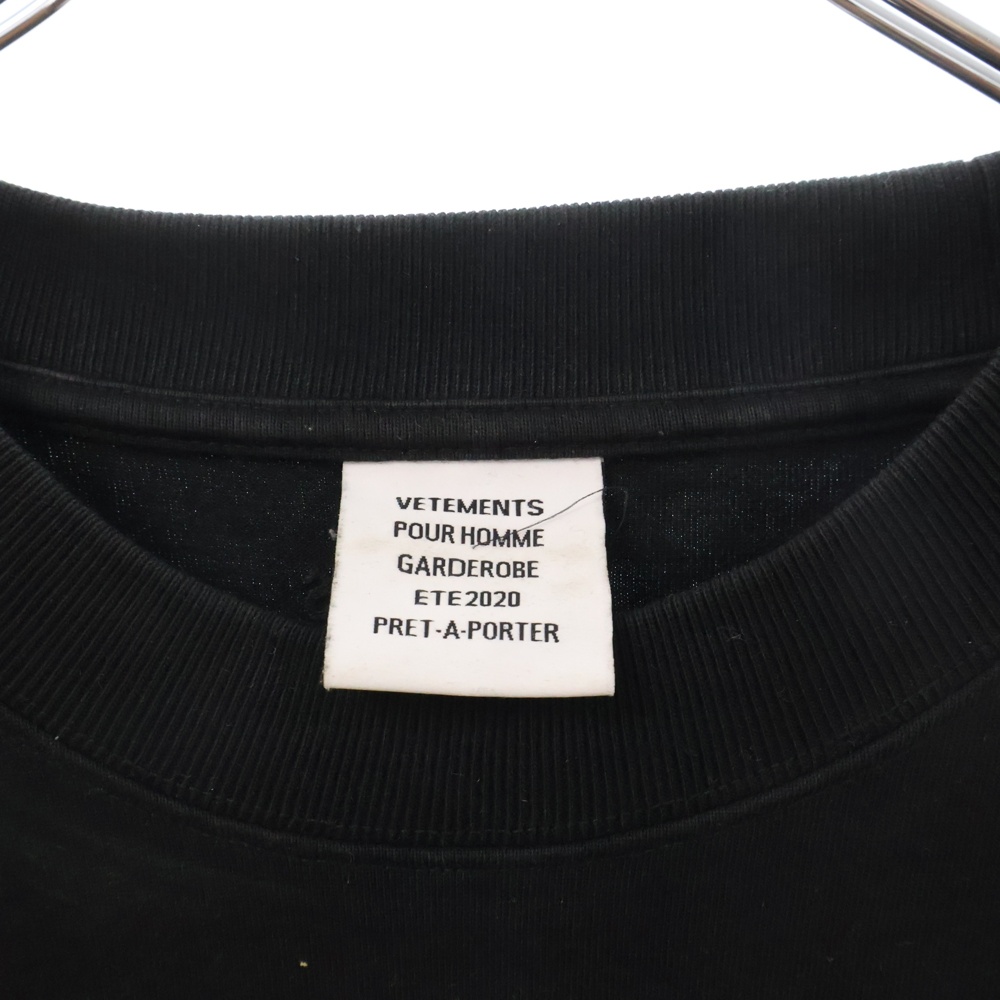 VETEMENTS
POUR HOMME
GARDEROBE
ETE 2020
PRET-A-PORTER